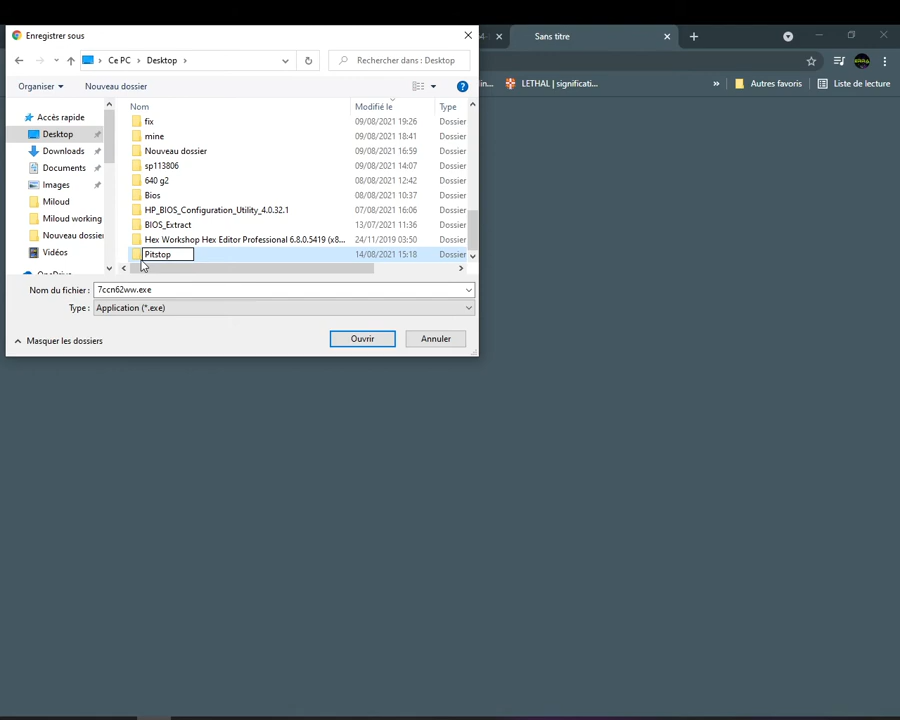 Enregistrer sous
Sans titre
Ce PC
Desktop
Rechercher dans : Desktop
LETHAL | significati...
Autres favoris
Liste de lecture
Organiser
Nouveau dossier
Nom
Modifié le
Type
Accès rapide
Desktop
Downloads
Documents
Images
Miloud
Miloud working
Nouveau dossier
Vidéos
OneDrive
fix 09/08/2021 19:26 Dossier
mine 09/08/2021 18:41 Dossier
Nouveau dossier 09/08/2021 16:59 Dossier
sp113806 09/08/2021 14:07 Dossier
640 g2 08/08/2021 12:42 Dossier
Bios 08/08/2021 10:37 Dossier
HP_BIOS_Configuration_Utility_4.0.32.1 07/08/2021 16:06 Dossier
BIOS_Extract 13/07/2021 11:36 Dossier
Hex Workshop Hex Editor Professional 6.8.0.5419 (x8... 24/11/2019 03:50 Dossier
Pitstop 14/08/2021 15:18 Dossier
Nom du fichier : 7ccn62ww.exe
Type : Application (*.exe)
Masquer les dossiers
Ouvrir
Annuler